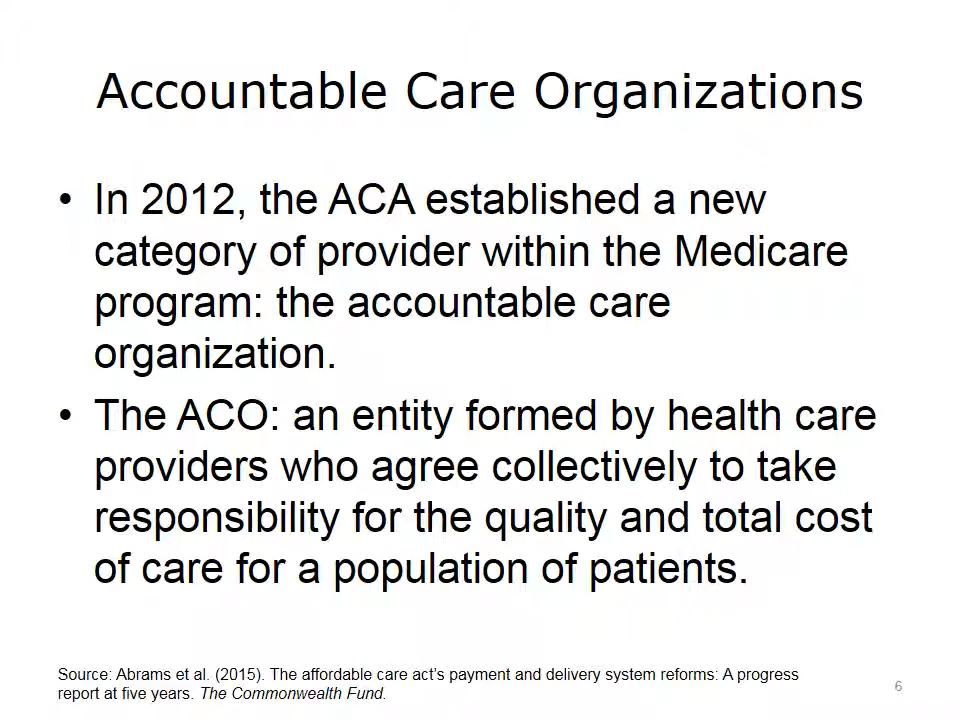 Accountable Care Organizations
• In 2012, the ACA established a new
category of provider within the Medicare
program: the accountable care
organization.
• The ACO: an entity formed by health care
providers who agree collectively to take
responsibility for the quality and total cost
of care for a population of patients.
Source: Abrams et al. (2015). The affordable care act’s payment and delivery system reforms: A progress
report at five years. The Commonwealth Fund.
6